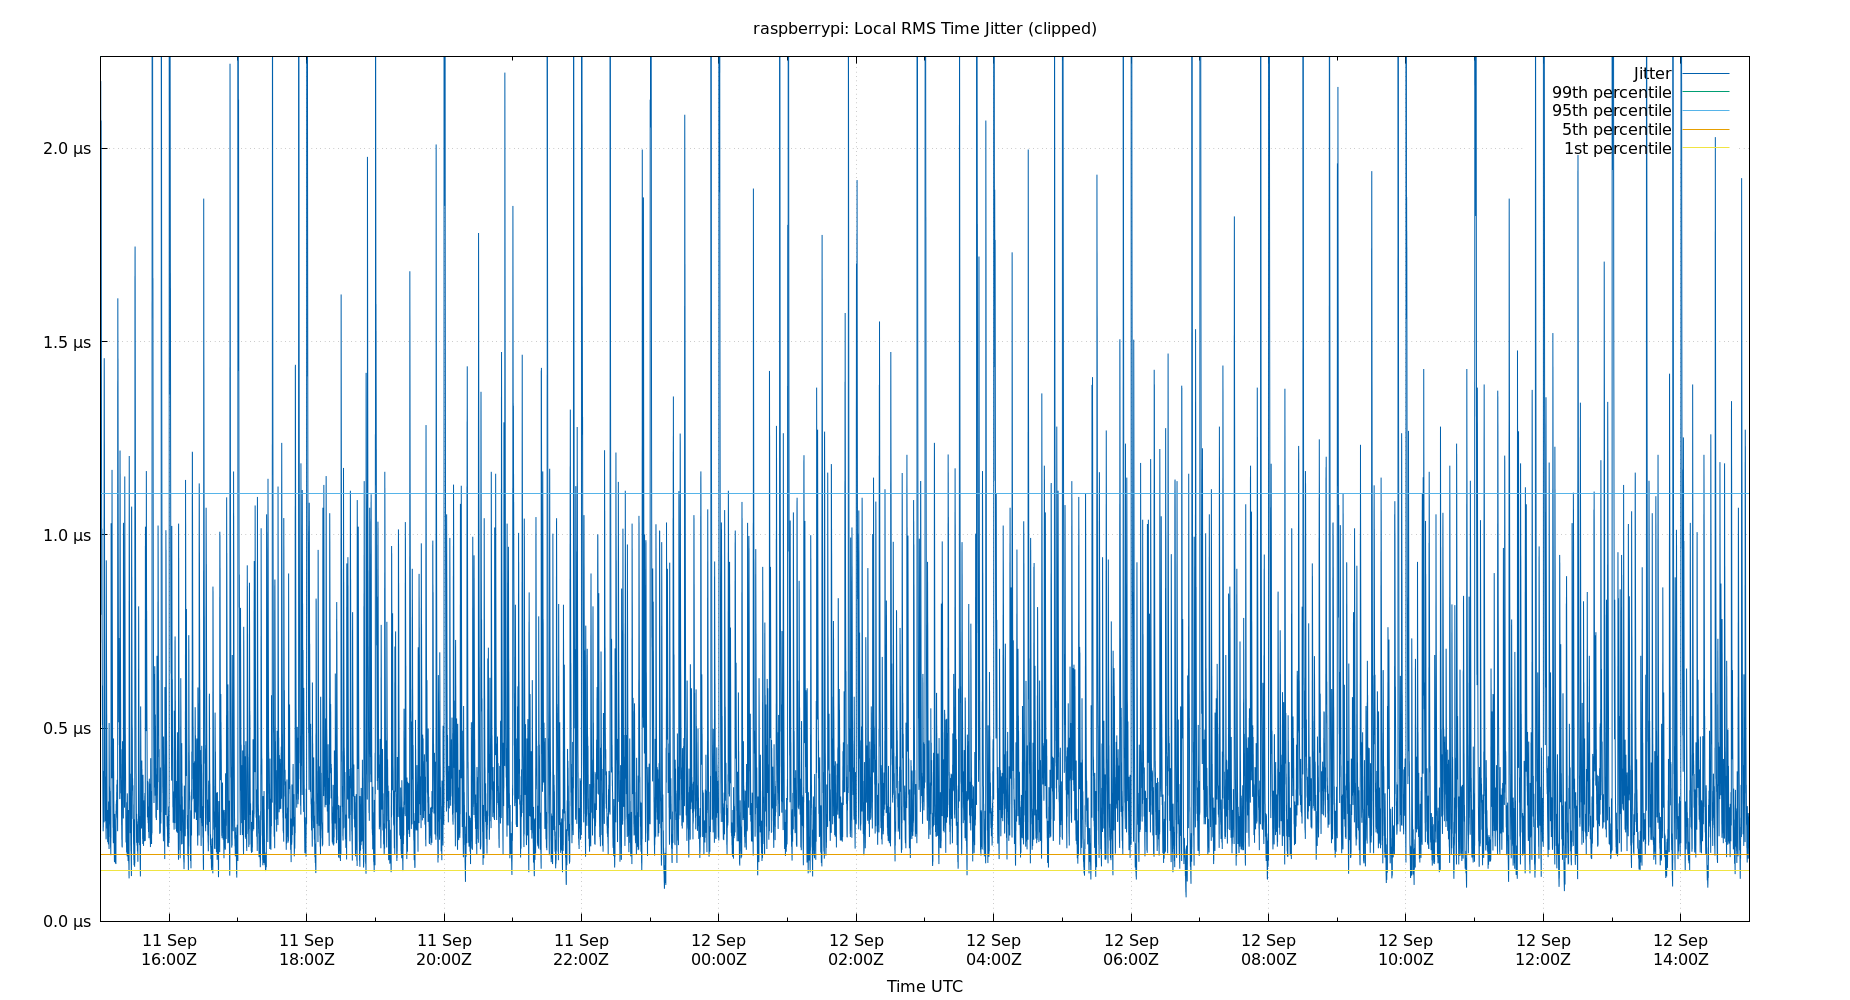 raspberrypi: Local RMS Time Jitter (clipped)
Jitter
99th percentile
95th percentile
5th percentile
1st percentile
2.0 µs
1.5 µs
1.0 µs
0.5 µs
0.0 µs
11 Sep 11 Sep 11 Sep 11 Sep 12 Sep 12 Sep 12 Sep 12 Sep 12 Sep 12 Sep 12 Sep 12 Sep
16:00Z 18:00Z 20:00Z 22:00Z 00:00Z 02:00Z 04:00Z 06:00Z 08:00Z 10:00Z 12:00Z 14:00Z
Time UTC